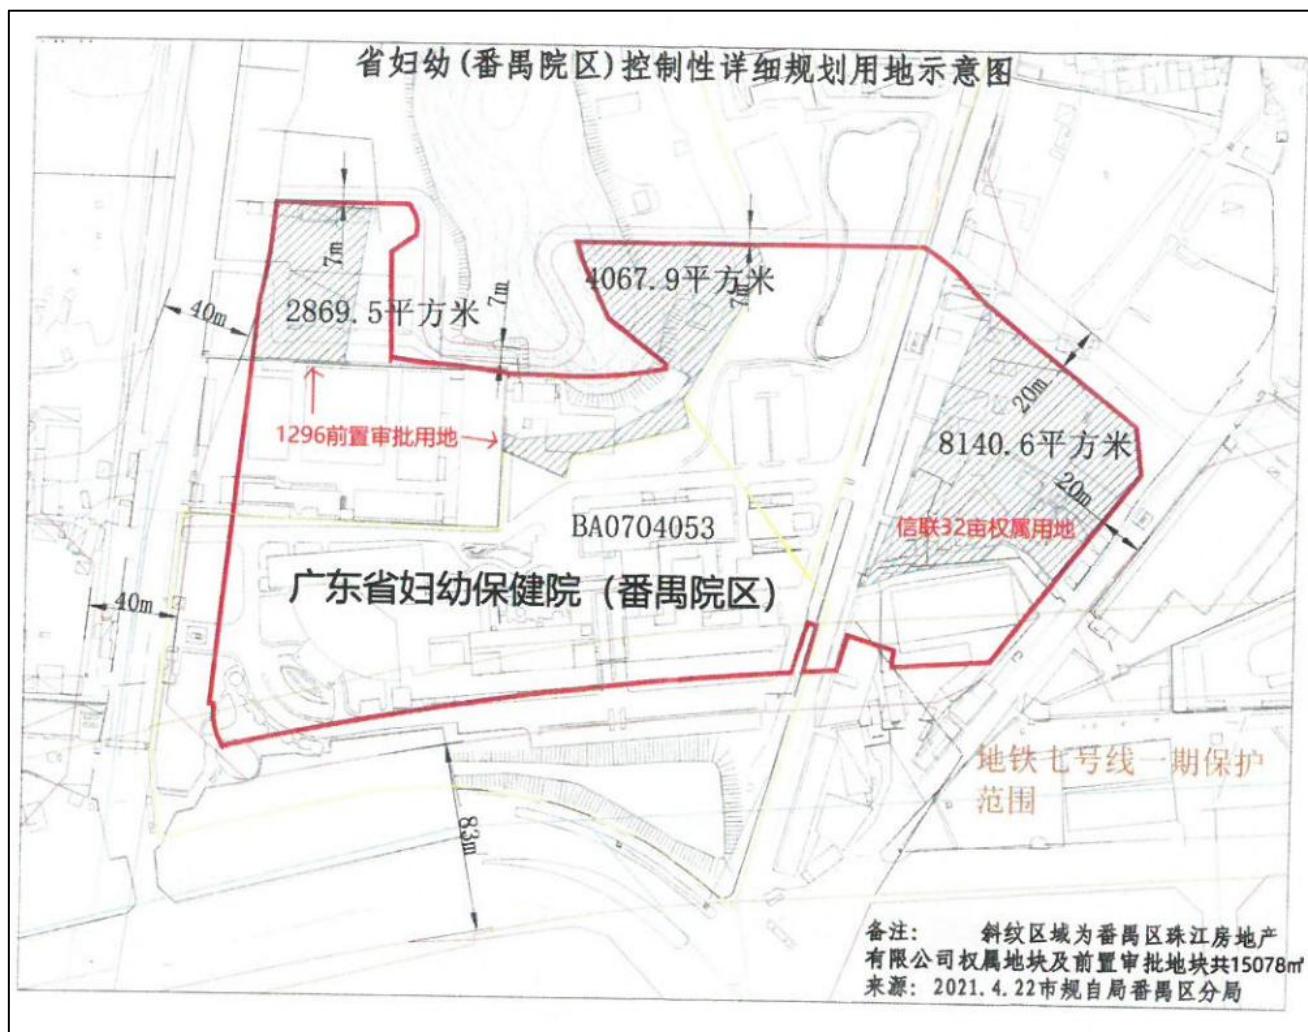 省妇幼(番禺院区)控制性详细规划用地示意图
7m
4067.9平方米
7m
7m
40m
2869.5平方米
20m
1296前置审批用地
8140.6平方米
20m
BA0704053
信联32亩权属用地
广东省妇幼保健院（番禺院区）
40m
地铁七号线一期保护
范围
83m
备注： 斜纹区域为番禺区珠江房地产
有限公司权属地块及前置审批地块共15078㎡
来源：2021.4.22市规自局番禺区分局